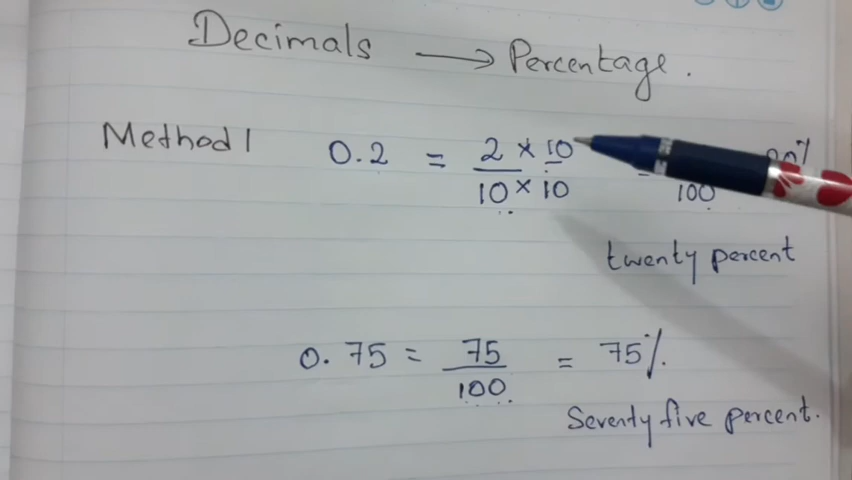 Decimals → Percentage.
Method 1
0.2 = 2 × 10 / 10 × 10 = / 100
twenty percent
0.75 = 75 / 100 = 75%
Seventy five percent.